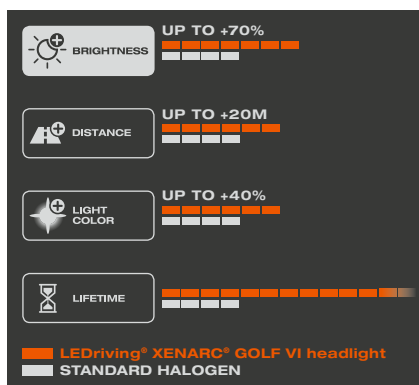 BRIGHTNESS
UP TO +70%
DISTANCE
UP TO +20M
LIGHT
COLOR
UP TO +40%
LIFETIME
LEDriving® XENARC® GOLF VI headlight
STANDARD HALOGEN